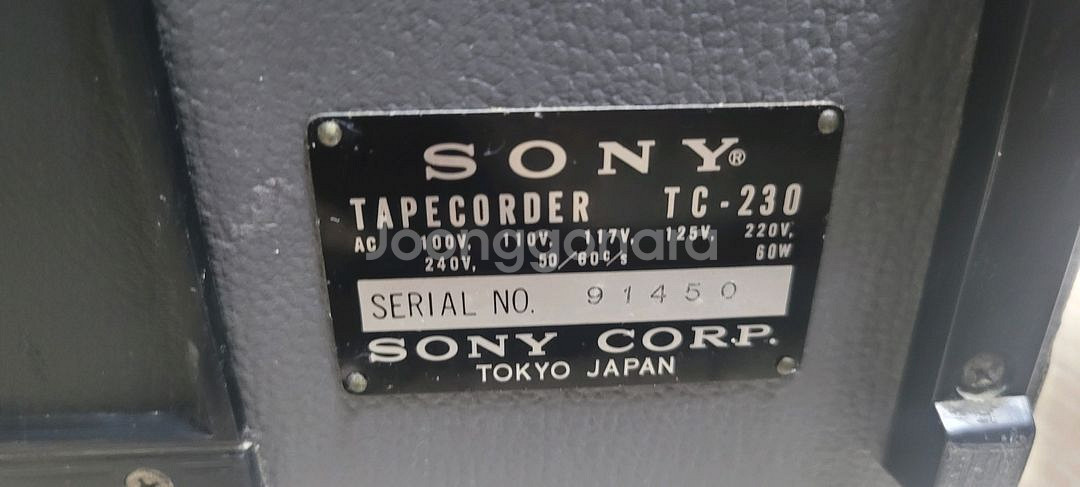 SONY®
TAPECORDER TC-230
AC 100V, 110V, 117V, 125V, 220V,
240V, 50/60c/s 60W
Joonggonara
SERIAL NO. 91450
SONY CORP.
TOKYO JAPAN